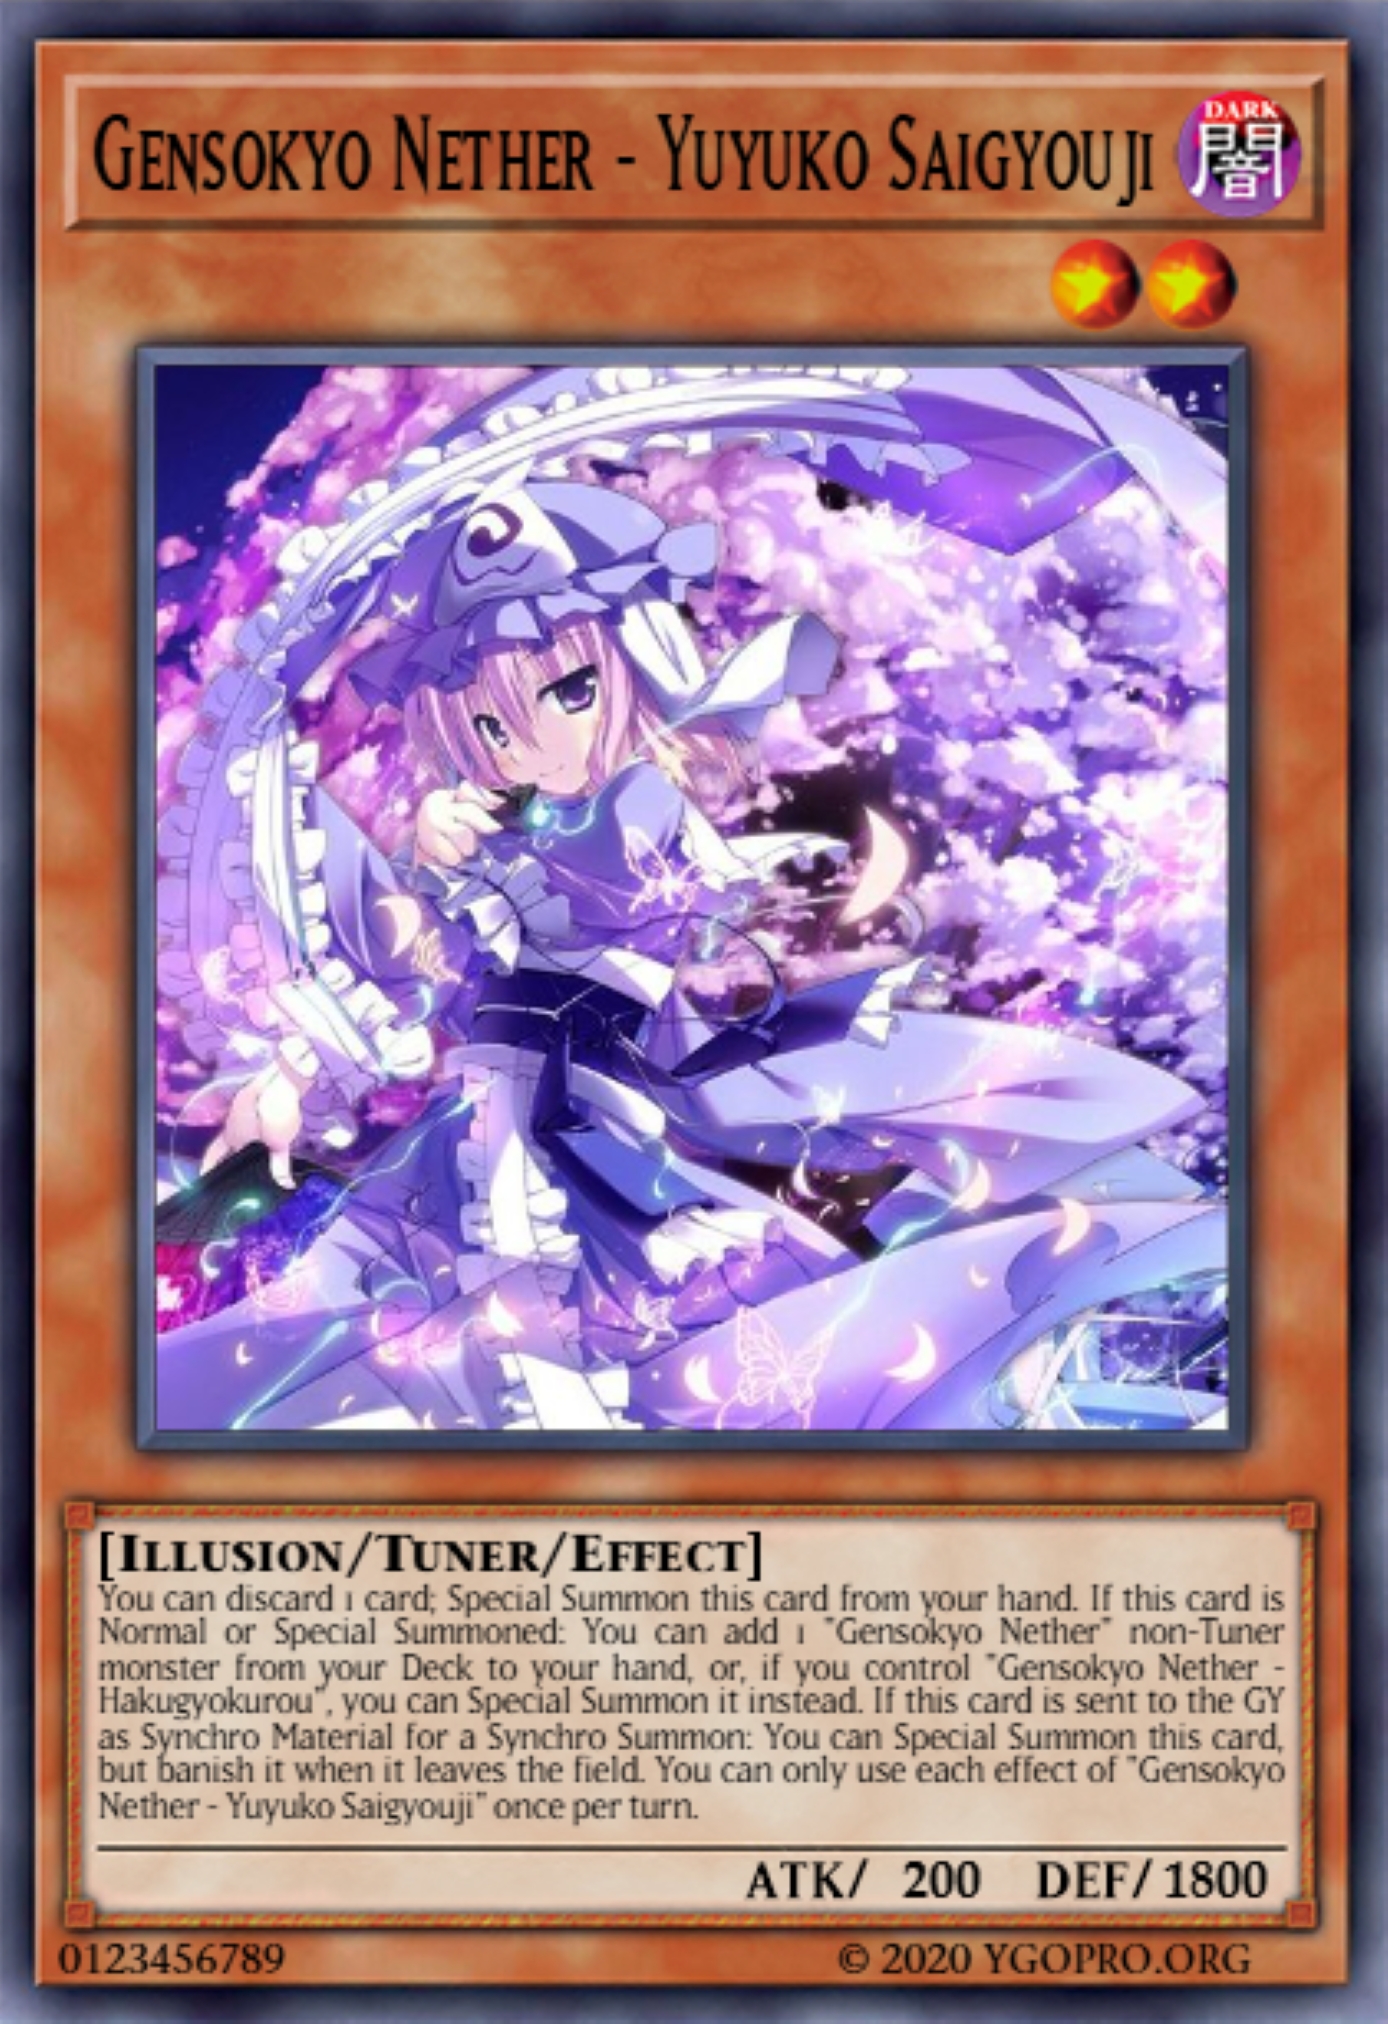 Gensokyo Nether - Yuyuko Saigyouji
DARK
闇
[Illusion/Tuner/Effect]
You can discard 1 card; Special Summon this card from your hand. If this card is
Normal or Special Summoned: You can add 1 "Gensokyo Nether" non-Tuner
monster from your Deck to your hand, or, if you control "Gensokyo Nether -
Hakugyokurou", you can Special Summon it instead. If this card is sent to the GY
as Synchro Material for a Synchro Summon: You can Special Summon this card,
but banish it when it leaves the field. You can only use each effect of "Gensokyo
Nether - Yuyuko Saigyouji" once per turn.
ATK/ 200 DEF/1800
0123456789 © 2020 YGOPRO.ORG